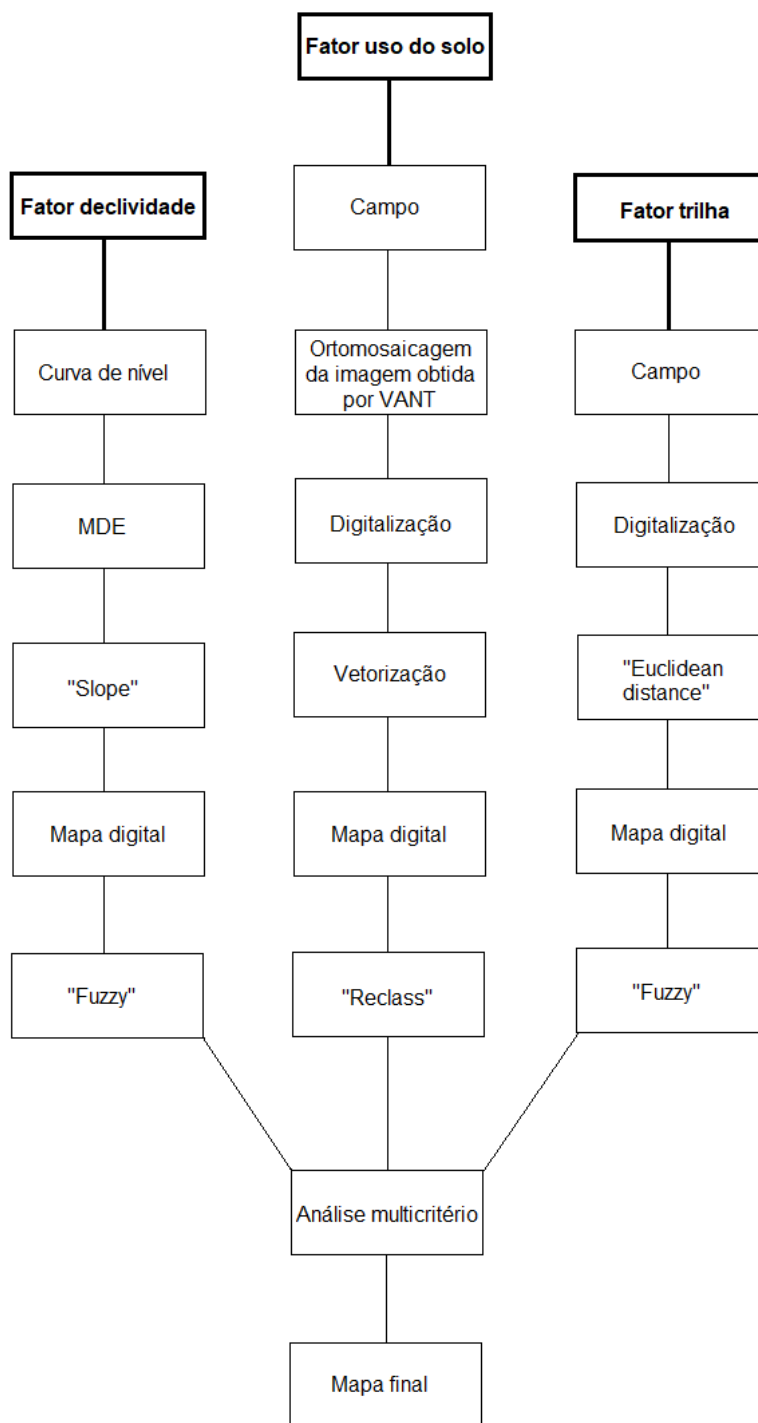 Fator uso do solo
Fator declividade
Campo
Fator trilha
Curva de nível
Ortomosaicagem
da imagem obtida
por VANT
Campo
MDE
Digitalização
Digitalização
"Slope"
Vetorização
"Euclidean
distance"
Mapa digital
Mapa digital
Mapa digital
"Fuzzy"
"Reclass"
"Fuzzy"
Análise multicritério
Mapa final